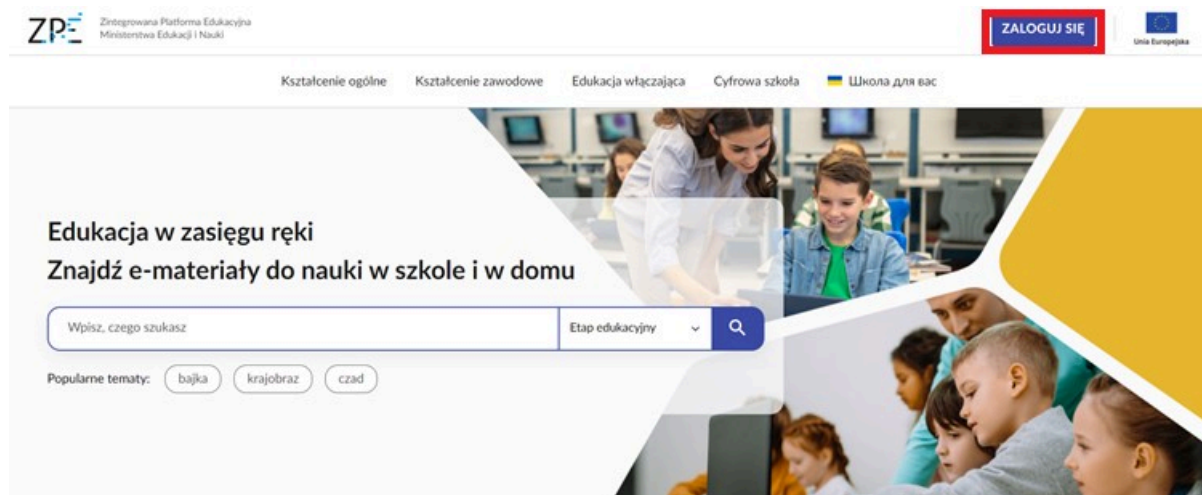 ZPE
Zintegrowana Platforma Edukacyjna
Ministerstwa Edukacji i Nauki
ZALOGUJ SIĘ
Unia Europejska
Kształcenie ogólne
Kształcenie zawodowe
Edukacja włączająca
Cyfrowa szkoła
Школа для вас
Edukacja w zasięgu ręki
Znajdź e-materiały do nauki w szkole i w domu
Wpisz, czego szukasz
Etap edukacyjny
Popularne tematy:
bajka
krajobraz
czad